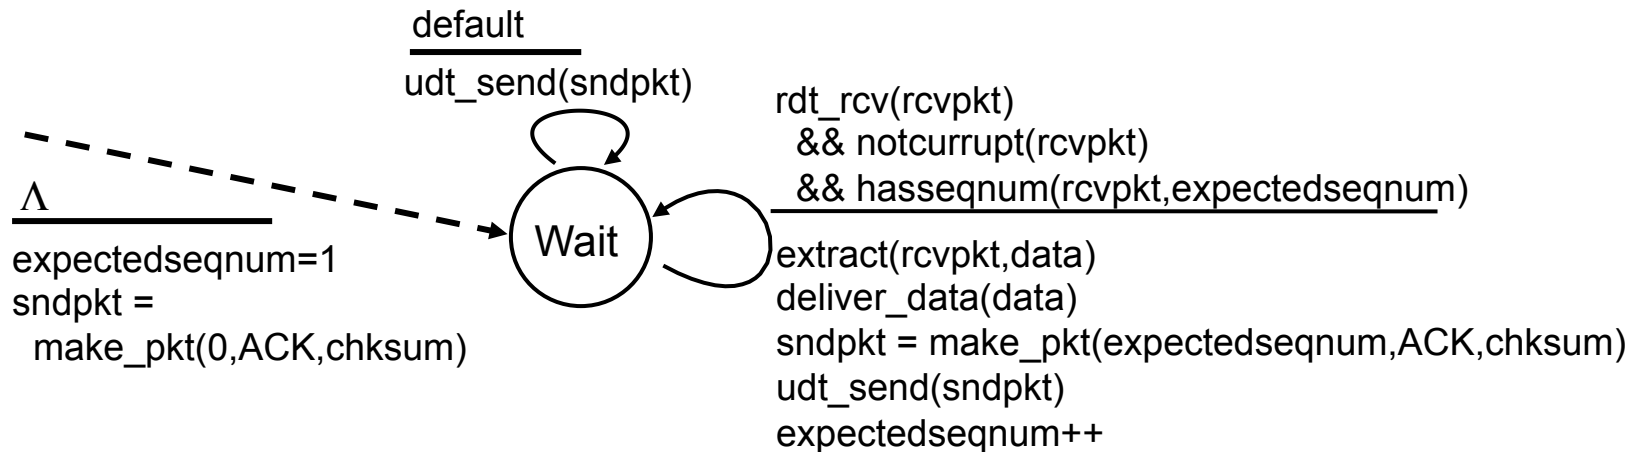 default
udt_send(sndpkt)
Λ
expectedseqnum=1
sndpkt =
make_pkt(0,ACK,chksum)
Wait
rdt_rcv(rcvpkt)
&& notcurrupt(rcvpkt)
&& hasseqnum(rcvpkt,expectedseqnum)
extract(rcvpkt,data)
deliver_data(data)
sndpkt = make_pkt(expectedseqnum,ACK,chksum)
udt_send(sndpkt)
expectedseqnum++